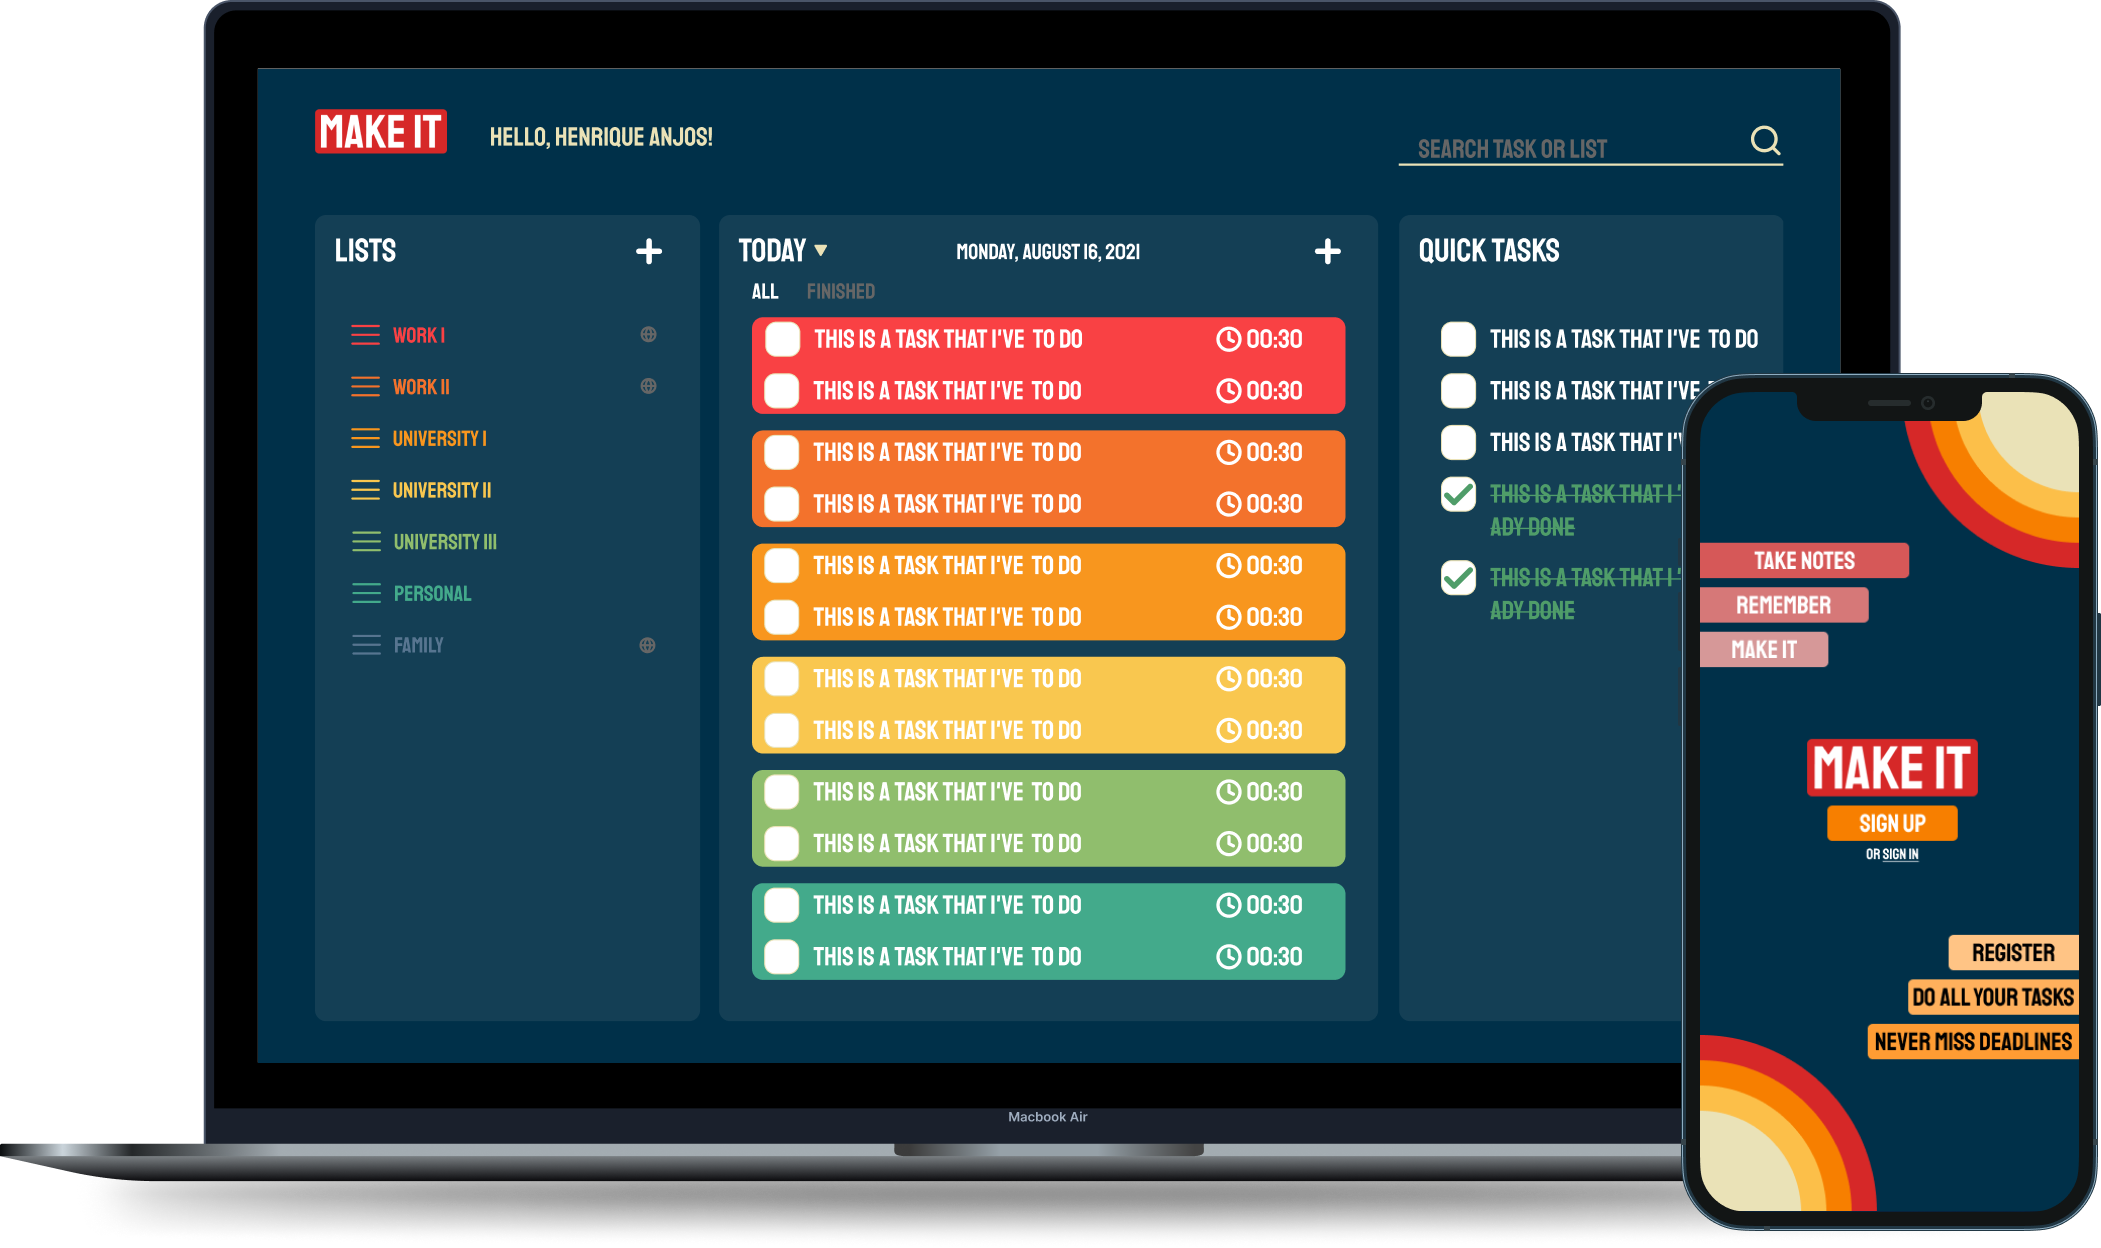 MAKE IT
HELLO, HENRIQUE ANJOS!
SEARCH TASK OR LIST
LISTS
WORK I
WORK II
UNIVERSITY I
UNIVERSITY II
UNIVERSITY III
PERSONAL
FAMILY
TODAY
MONDAY, AUGUST 16, 2021
ALL FINISHED
THIS IS A TASK THAT I'VE TO DO 00:30
THIS IS A TASK THAT I'VE TO DO 00:30
THIS IS A TASK THAT I'VE TO DO 00:30
THIS IS A TASK THAT I'VE TO DO 00:30
THIS IS A TASK THAT I'VE TO DO 00:30
THIS IS A TASK THAT I'VE TO DO 00:30
THIS IS A TASK THAT I'VE TO DO 00:30
THIS IS A TASK THAT I'VE TO DO 00:30
THIS IS A TASK THAT I'VE TO DO 00:30
THIS IS A TASK THAT I'VE TO DO 00:30
THIS IS A TASK THAT I'VE TO DO 00:30
THIS IS A TASK THAT I'VE TO DO 00:30
QUICK TASKS
THIS IS A TASK THAT I'VE TO DO
THIS IS A TASK THAT I'VE
THIS IS A TASK THAT
THIS IS A TASK THAT
ADY DONE
THIS IS A TASK THAT
ADY DONE
Macbook Air
TAKE NOTES
REMEMBER
MAKE IT
MAKE IT
SIGN UP
OR SIGN IN
REGISTER
DO ALL YOUR TASKS
NEVER MISS DEADLINES